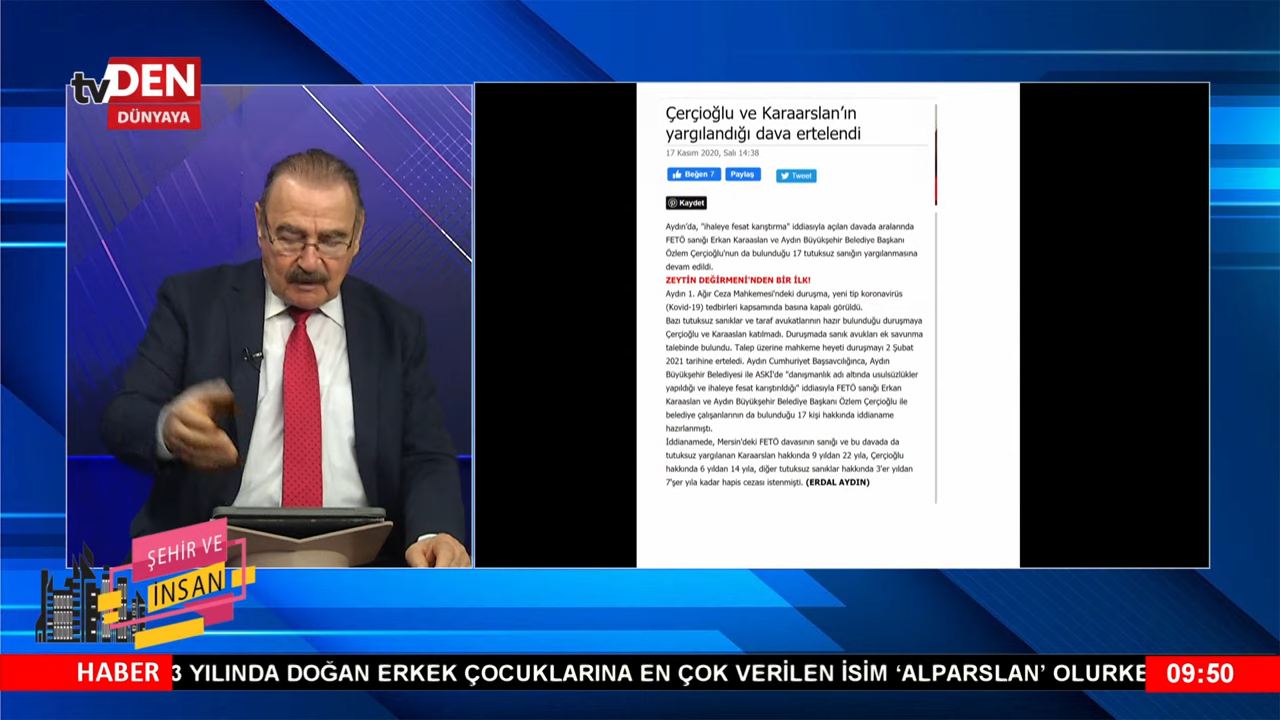 tvDEN
DÜNYAYA
Çerçioğlu ve Karaarslan'ın
yargılandığı dava ertelendi
17 Kasım 2020, Salı 14:38
Beğen 7
Paylaş
Tweet
Kaydet
Aydın'da, "ihaleye fesat karıştırma" iddiasıyla açılan davada aralarında
FETÖ sanığı Erkan Karaaslan ve Aydın Büyükşehir Belediye Başkanı
Özlem Çerçioğlu'nun da bulunduğu 17 tutuksuz sanığın yargılanmasına
devam edildi.
ZEYTİN DEĞİRMENİ'NDEN BİR İLK!
Aydın 1. Ağır Ceza Mahkemesi'ndeki duruşma, yeni tip koronavirüs
(Kovid-19) tedbirleri kapsamında basına kapalı görüldü.
Bazı tutuksuz sanıklar ve taraf avukatlarının hazır bulunduğu duruşmaya
Çerçioğlu ve Karaaslan katılmadı. Duruşmada sanık avukları ek savunma
talebinde bulundu. Talep üzerine mahkeme heyeti duruşmayı 2 Şubat
2021 tarihine erteledi. Aydın Cumhuriyet Başsavcılığınca, Aydın
Büyükşehir Belediyesi ile ASKİ'de "danışmanlık adı altında usulsüzlükler
yapıldığı ve ihaleye fesat karıştırıldığı" iddiasıyla FETÖ sanığı Erkan
Karaaslan ve Aydın Büyükşehir Belediye Başkanı Özlem Çerçioğlu ile
belediye çalışanlarının da bulunduğu 17 kişi hakkında iddianame
hazırlanmıştı.
İddianamede, Mersin'deki FETÖ davasının sanığı ve bu davada da
tutuksuz yargılanan Karaarslan hakkında 9 yıldan 22 yıla, Çerçioğlu
hakkında 6 yıldan 14 yıla, diğer tutuksuz sanıklar hakkında 3'er yıldan
7'şer yıla kadar hapis cezası istenmişti. (ERDAL AYDIN)
ŞEHİR VE
İNSAN
HABER
3 YILINDA DOĞAN ERKEK ÇOCUKLARINA EN ÇOK VERİLEN İSİM ‘ALPARSLAN’ OLURKE
09:50